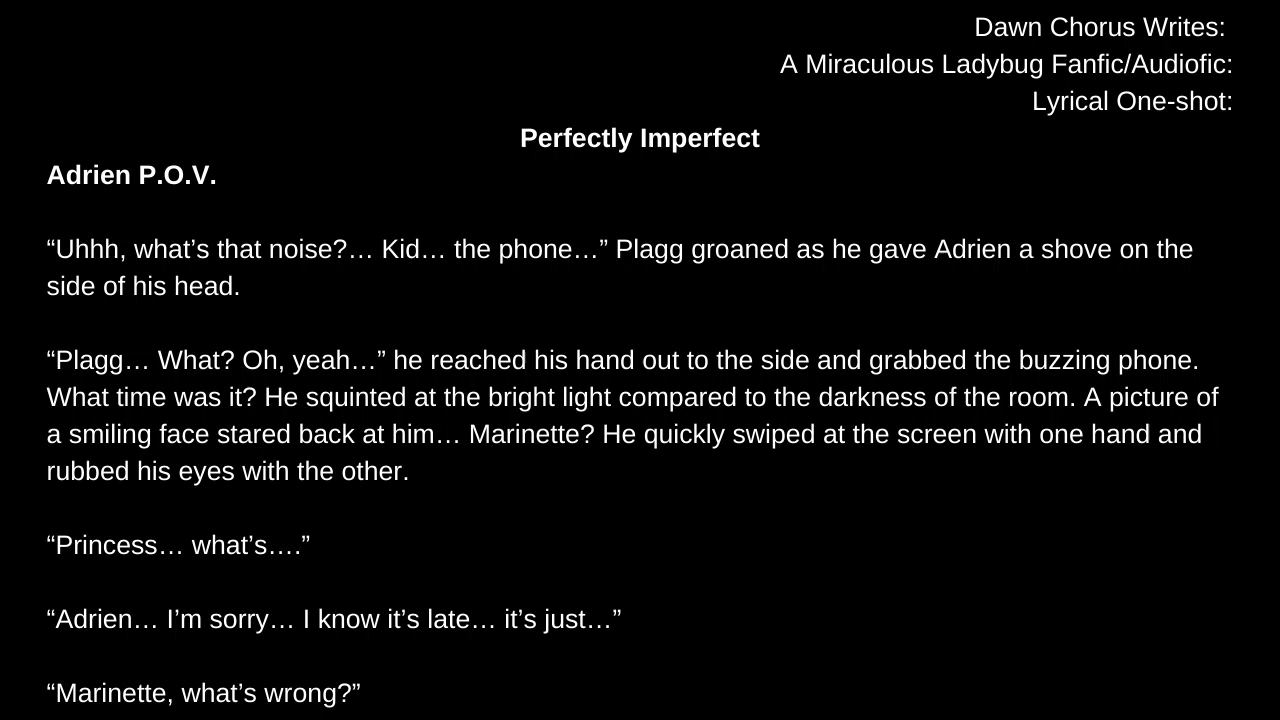 Dawn Chorus Writes:
A Miraculous Ladybug Fanfic/Audiofic:
Lyrical One-shot:
Perfectly Imperfect
Adrien P.O.V.
“Uhhh, what’s that noise?… Kid… the phone…” Plagg groaned as he gave Adrien a shove on the
side of his head.
“Plagg… What? Oh, yeah…” he reached his hand out to the side and grabbed the buzzing phone.
What time was it? He squinted at the bright light compared to the darkness of the room. A picture of
a smiling face stared back at him… Marinette? He quickly swiped at the screen with one hand and
rubbed his eyes with the other.
“Princess… what’s….”
“Adrien… I’m sorry… I know it’s late… it’s just…”
“Marinette, what’s wrong?”